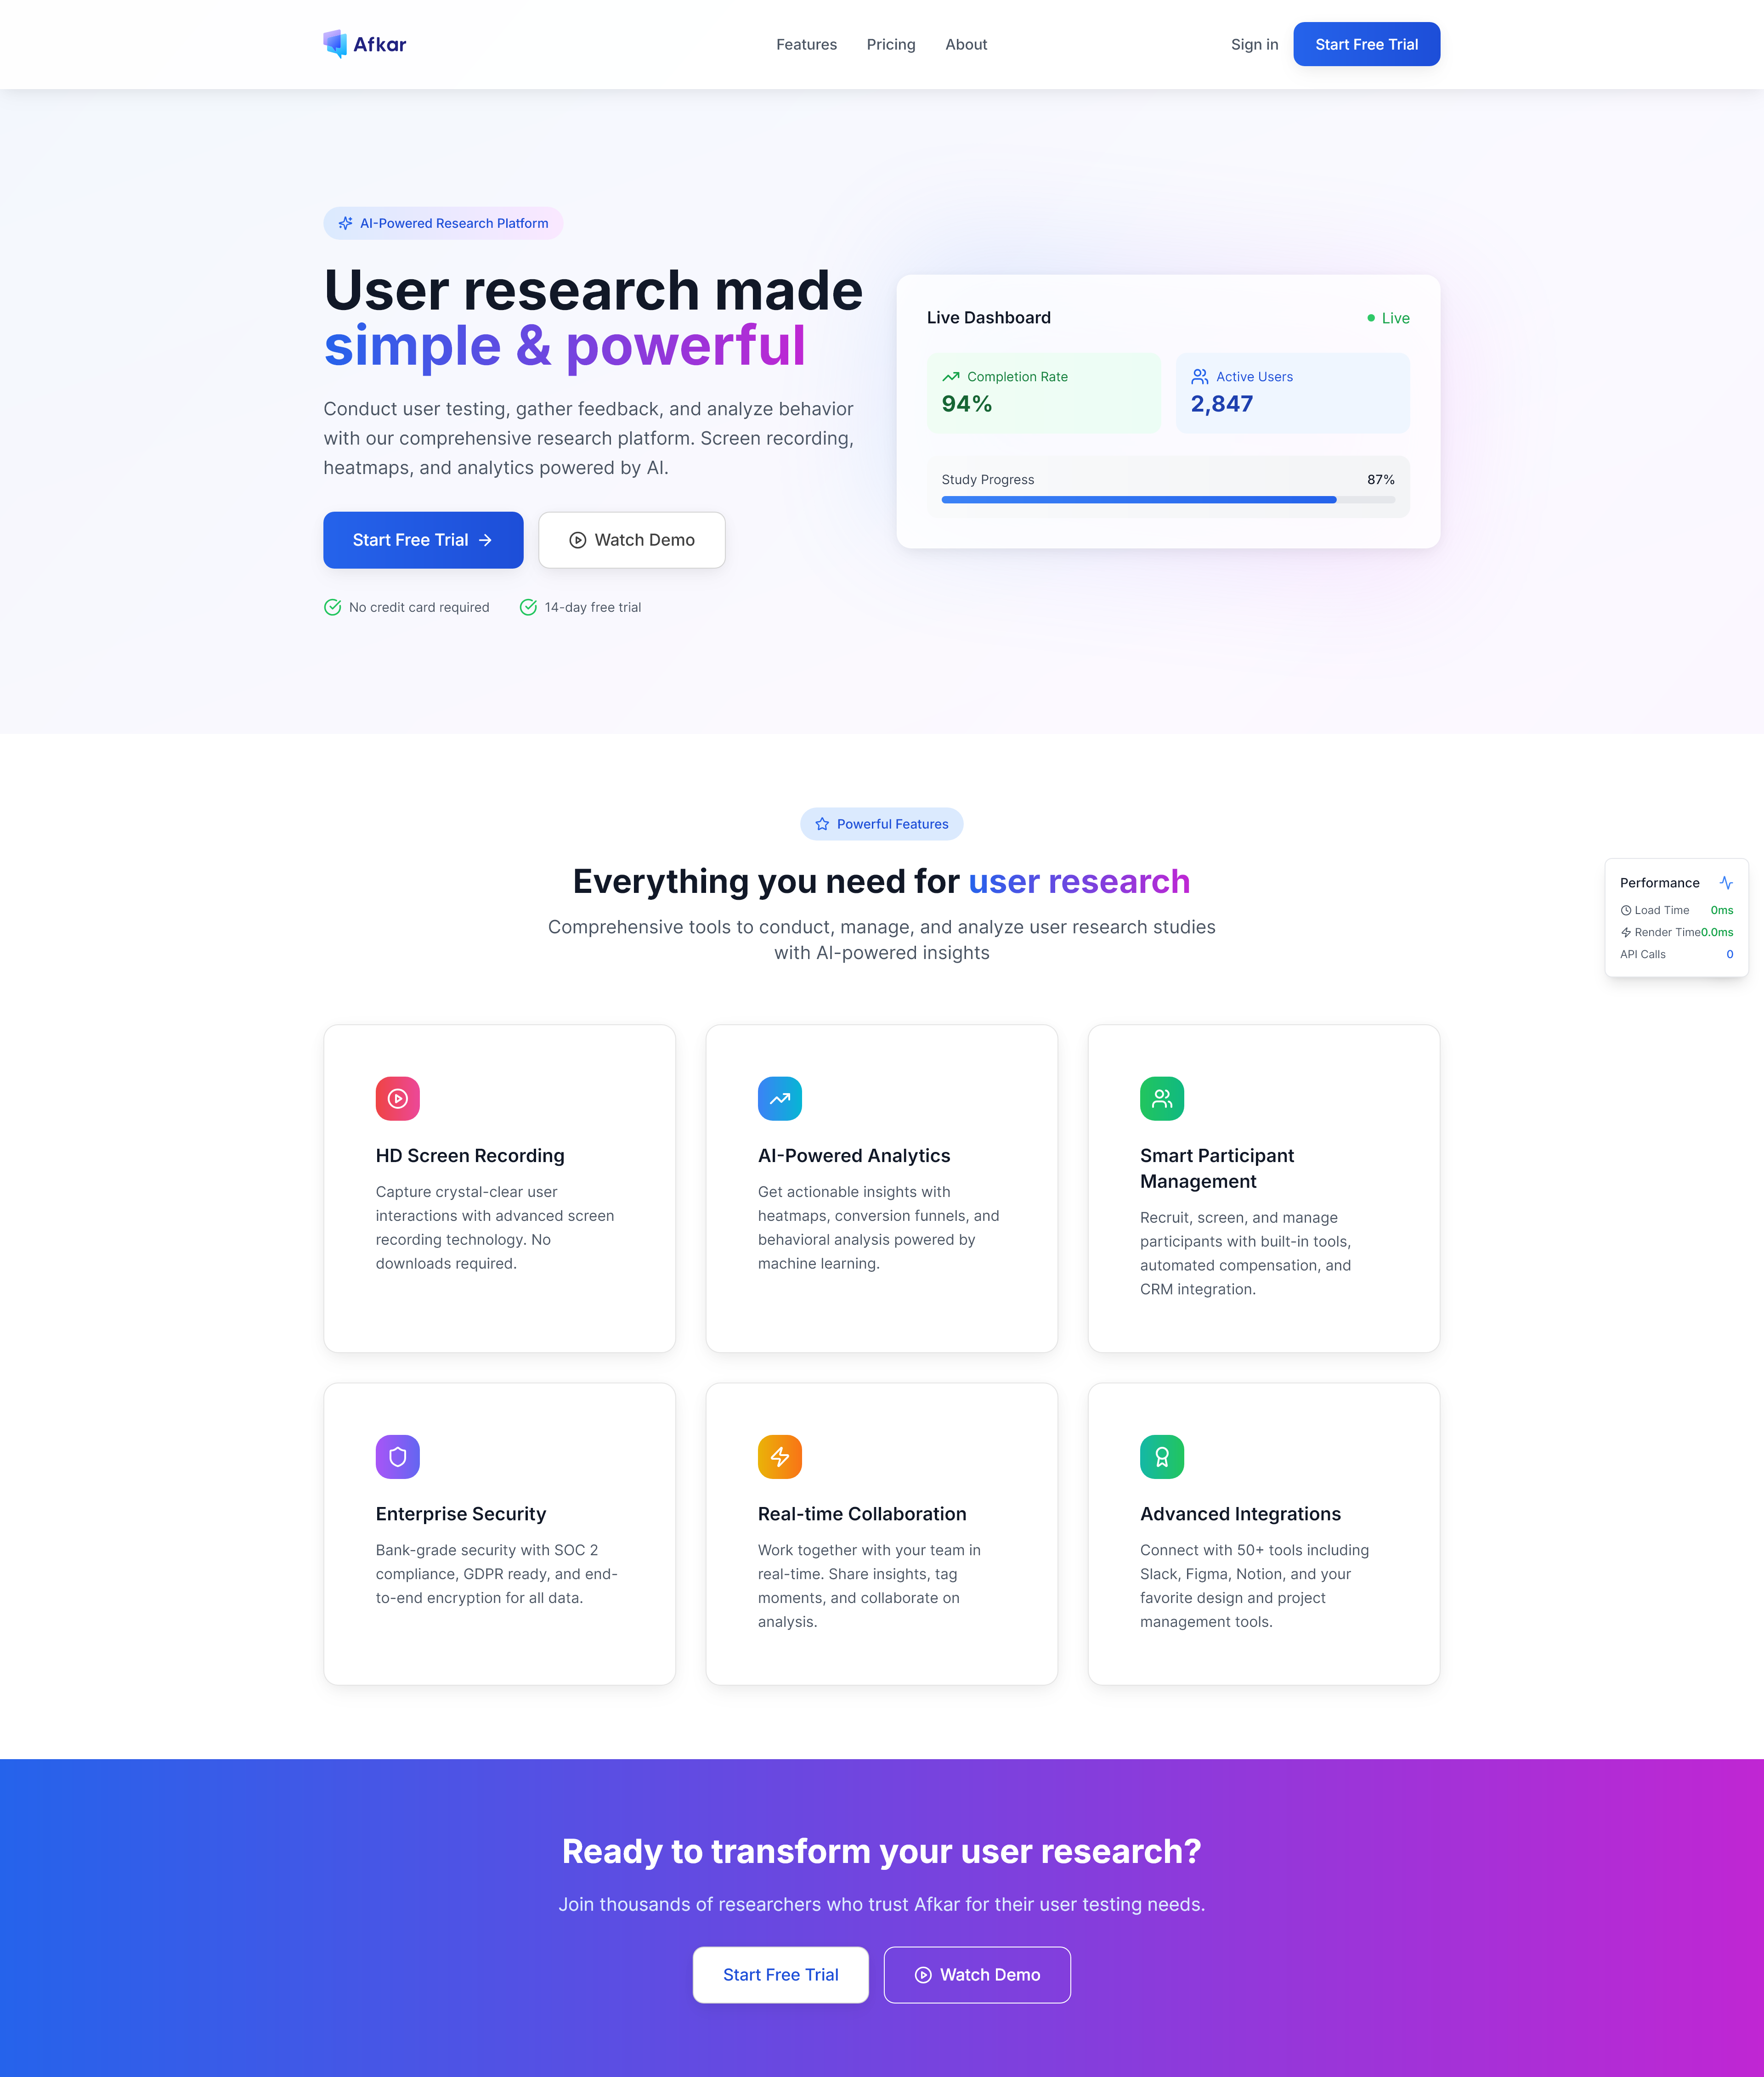 Afkar
Features
Pricing
About
Sign in
Start Free Trial
AI-Powered Research Platform
User research made
simple & powerful
Conduct user testing, gather feedback, and analyze behavior
with our comprehensive research platform. Screen recording,
heatmaps, and analytics powered by AI.
Start Free Trial
Watch Demo
No credit card required
14-day free trial
Live Dashboard
Live
Completion Rate
94%
Active Users
2,847
Study Progress
87%
Powerful Features
Everything you need for user research
Comprehensive tools to conduct, manage, and analyze user research studies
with AI-powered insights
Performance
Load Time 0ms
Render Time 0.0ms
API Calls 0
HD Screen Recording
Capture crystal-clear user
interactions with advanced screen
recording technology. No
downloads required.
AI-Powered Analytics
Get actionable insights with
heatmaps, conversion funnels, and
behavioral analysis powered by
machine learning.
Smart Participant
Management
Recruit, screen, and manage
participants with built-in tools,
automated compensation, and
CRM integration.
Enterprise Security
Bank-grade security with SOC 2
compliance, GDPR ready, and end-
to-end encryption for all data.
Real-time Collaboration
Work together with your team in
real-time. Share insights, tag
moments, and collaborate on
analysis.
Advanced Integrations
Connect with 50+ tools including
Slack, Figma, Notion, and your
favorite design and project
management tools.
Ready to transform your user research?
Join thousands of researchers who trust Afkar for their user testing needs.
Start Free Trial
Watch Demo